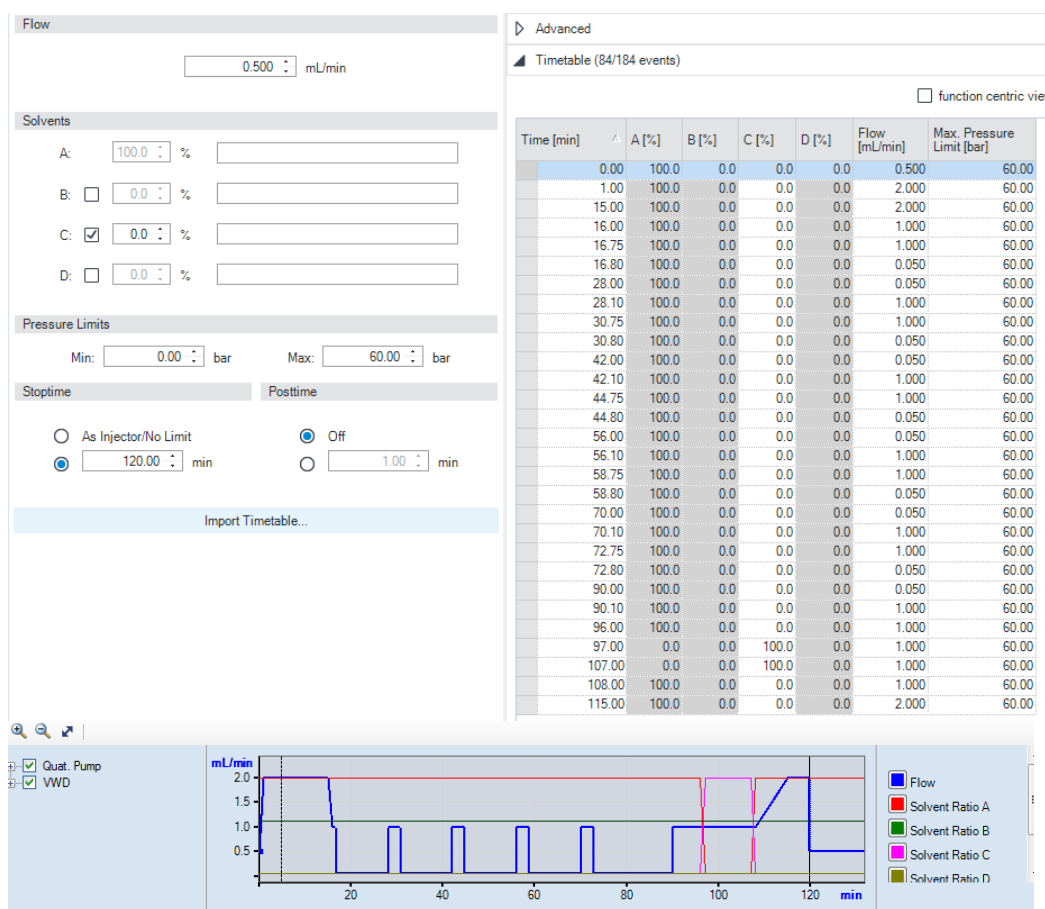 Flow
0.500 mL/min
Solvents
A: 100.0 %
B: 0.0 %
C: 0.0 %
D: 0.0 %
Pressure Limits
Min: 0.00 bar Max: 60.00 bar
Stoptime Posttime
As Injector/No Limit Off
120.00 min 1.00 min
Import Timetable...
Advanced
Timetable (84/184 events)
function centric vie
Time [min] A [%] B [%] C [%] D [%] Flow [mL/min] Max. Pressure Limit [bar]
0.00 100.0 0.0 0.0 0.0 0.500 60.00
1.00 100.0 0.0 0.0 0.0 2.000 60.00
15.00 100.0 0.0 0.0 0.0 2.000 60.00
16.00 100.0 0.0 0.0 0.0 1.000 60.00
16.75 100.0 0.0 0.0 0.0 1.000 60.00
16.80 100.0 0.0 0.0 0.0 0.050 60.00
28.00 100.0 0.0 0.0 0.0 0.050 60.00
28.10 100.0 0.0 0.0 0.0 1.000 60.00
30.75 100.0 0.0 0.0 0.0 1.000 60.00
30.80 100.0 0.0 0.0 0.0 0.050 60.00
42.00 100.0 0.0 0.0 0.0 0.050 60.00
42.10 100.0 0.0 0.0 0.0 1.000 60.00
44.75 100.0 0.0 0.0 0.0 1.000 60.00
44.80 100.0 0.0 0.0 0.0 0.050 60.00
56.00 100.0 0.0 0.0 0.0 0.050 60.00
56.10 100.0 0.0 0.0 0.0 1.000 60.00
58.75 100.0 0.0 0.0 0.0 1.000 60.00
58.80 100.0 0.0 0.0 0.0 0.050 60.00
70.00 100.0 0.0 0.0 0.0 0.050 60.00
70.10 100.0 0.0 0.0 0.0 1.000 60.00
72.75 100.0 0.0 0.0 0.0 1.000 60.00
72.80 100.0 0.0 0.0 0.0 0.050 60.00
90.00 100.0 0.0 0.0 0.0 0.050 60.00
90.10 100.0 0.0 0.0 0.0 1.000 60.00
96.00 100.0 0.0 0.0 0.0 1.000 60.00
97.00 0.0 0.0 100.0 0.0 1.000 60.00
107.00 0.0 0.0 100.0 0.0 1.000 60.00
108.00 100.0 0.0 0.0 0.0 1.000 60.00
115.00 100.0 0.0 0.0 0.0 2.000 60.00
Quat. Pump
VWD
mL/min
2.0
1.5
1.0
0.5
20 40 60 80 100 120 min
Flow
Solvent Ratio A
Solvent Ratio B
Solvent Ratio C
Solvent Ratio D